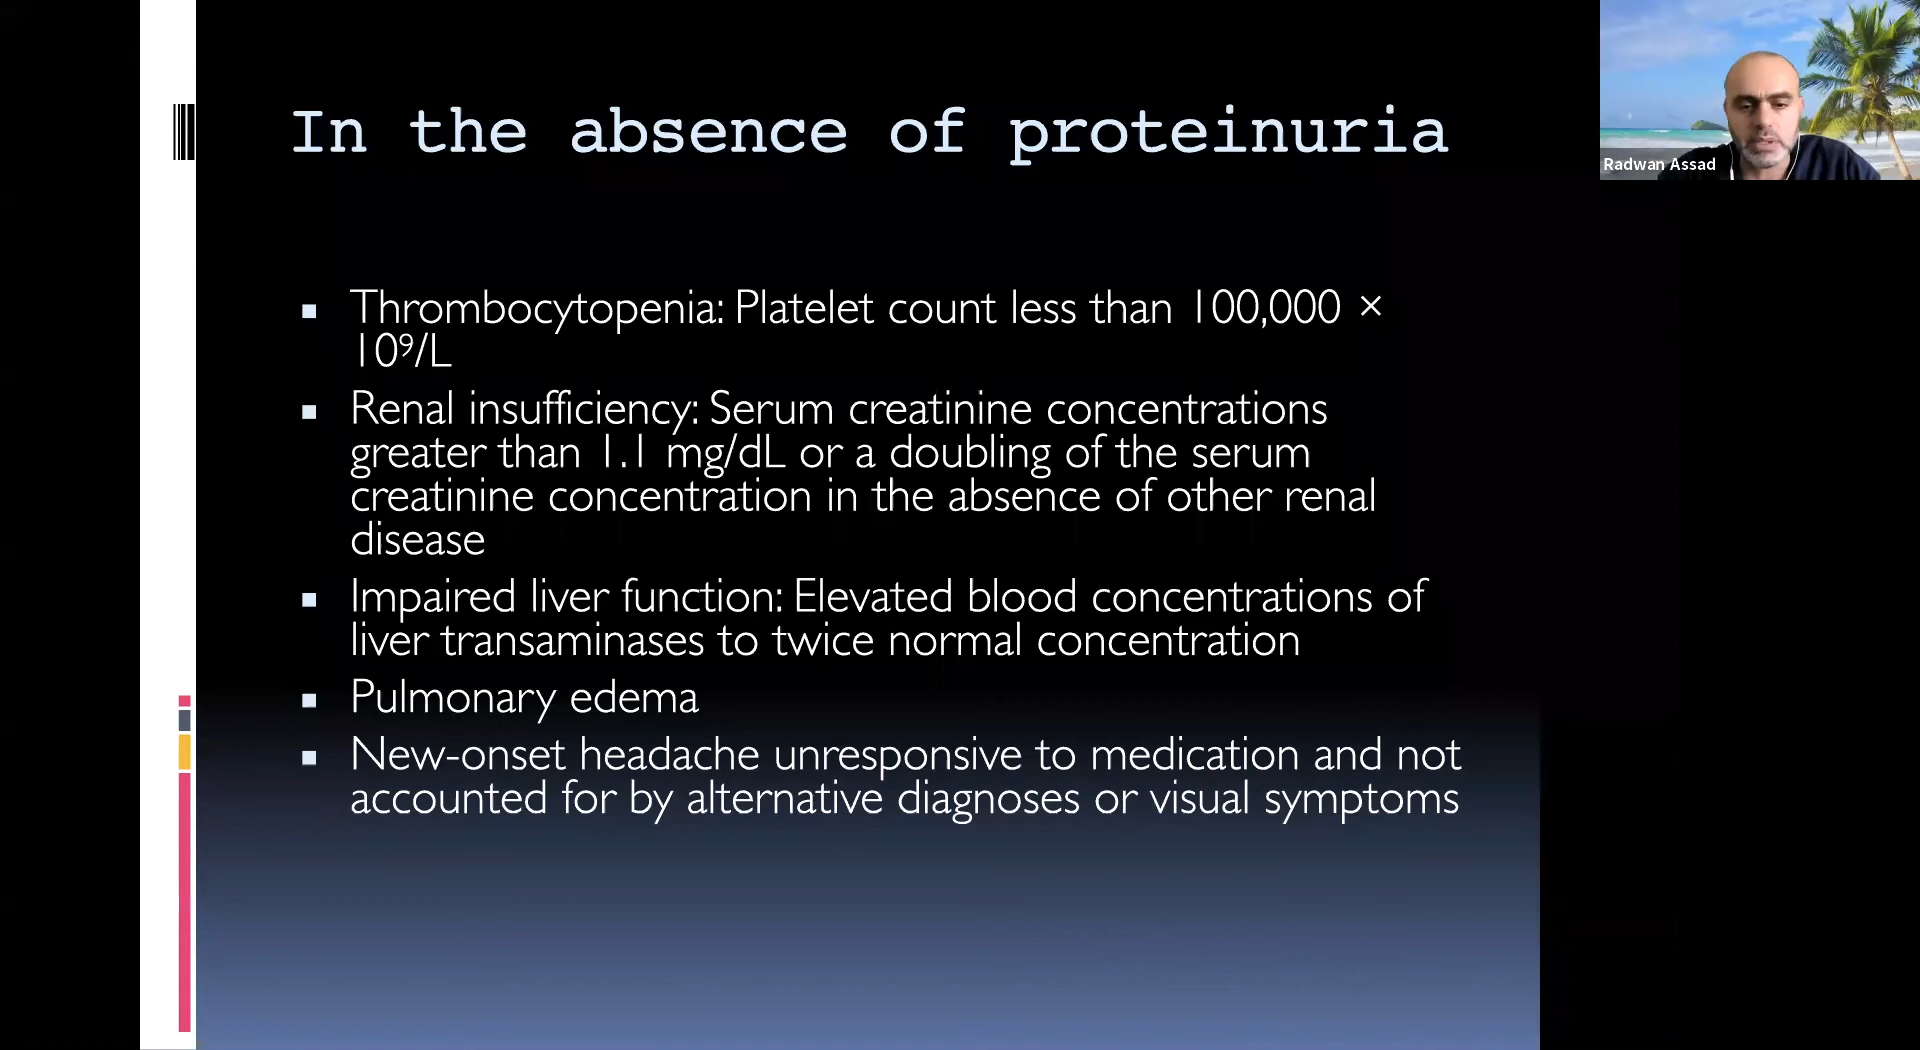 In the absence of proteinuria
Radwan Assad
▪ Thrombocytopenia: Platelet count less than 100,000 ×
10⁹/L
▪ Renal insufficiency: Serum creatinine concentrations
greater than 1.1 mg/dL or a doubling of the serum
creatinine concentration in the absence of other renal
disease
▪ Impaired liver function: Elevated blood concentrations of
liver transaminases to twice normal concentration
▪ Pulmonary edema
▪ New-onset headache unresponsive to medication and not
accounted for by alternative diagnoses or visual symptoms